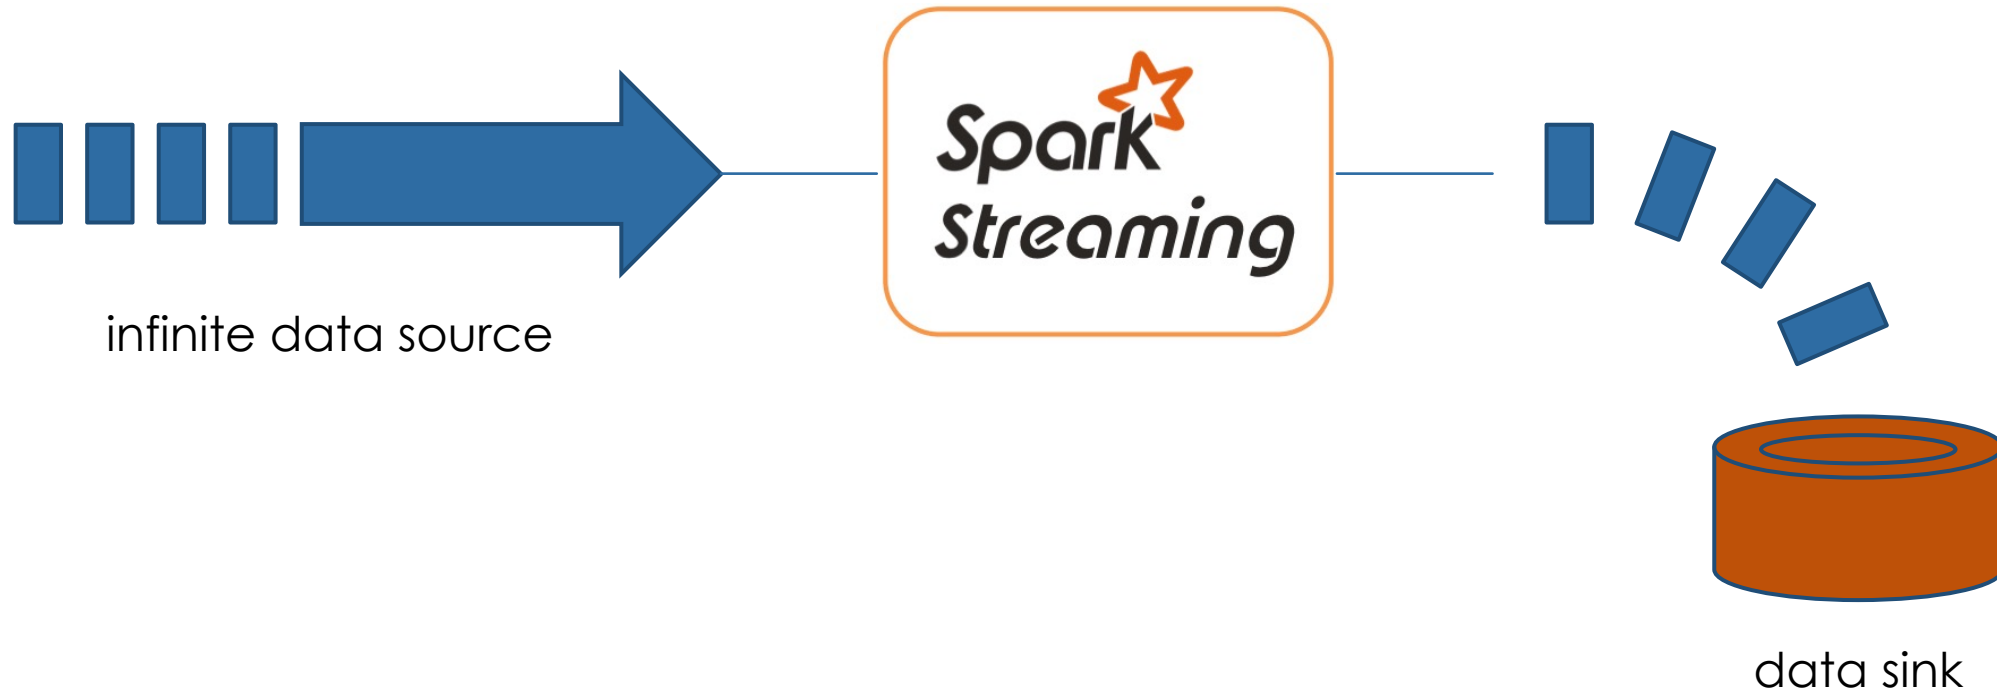 Spark
Streaming
infinite data source
data sink